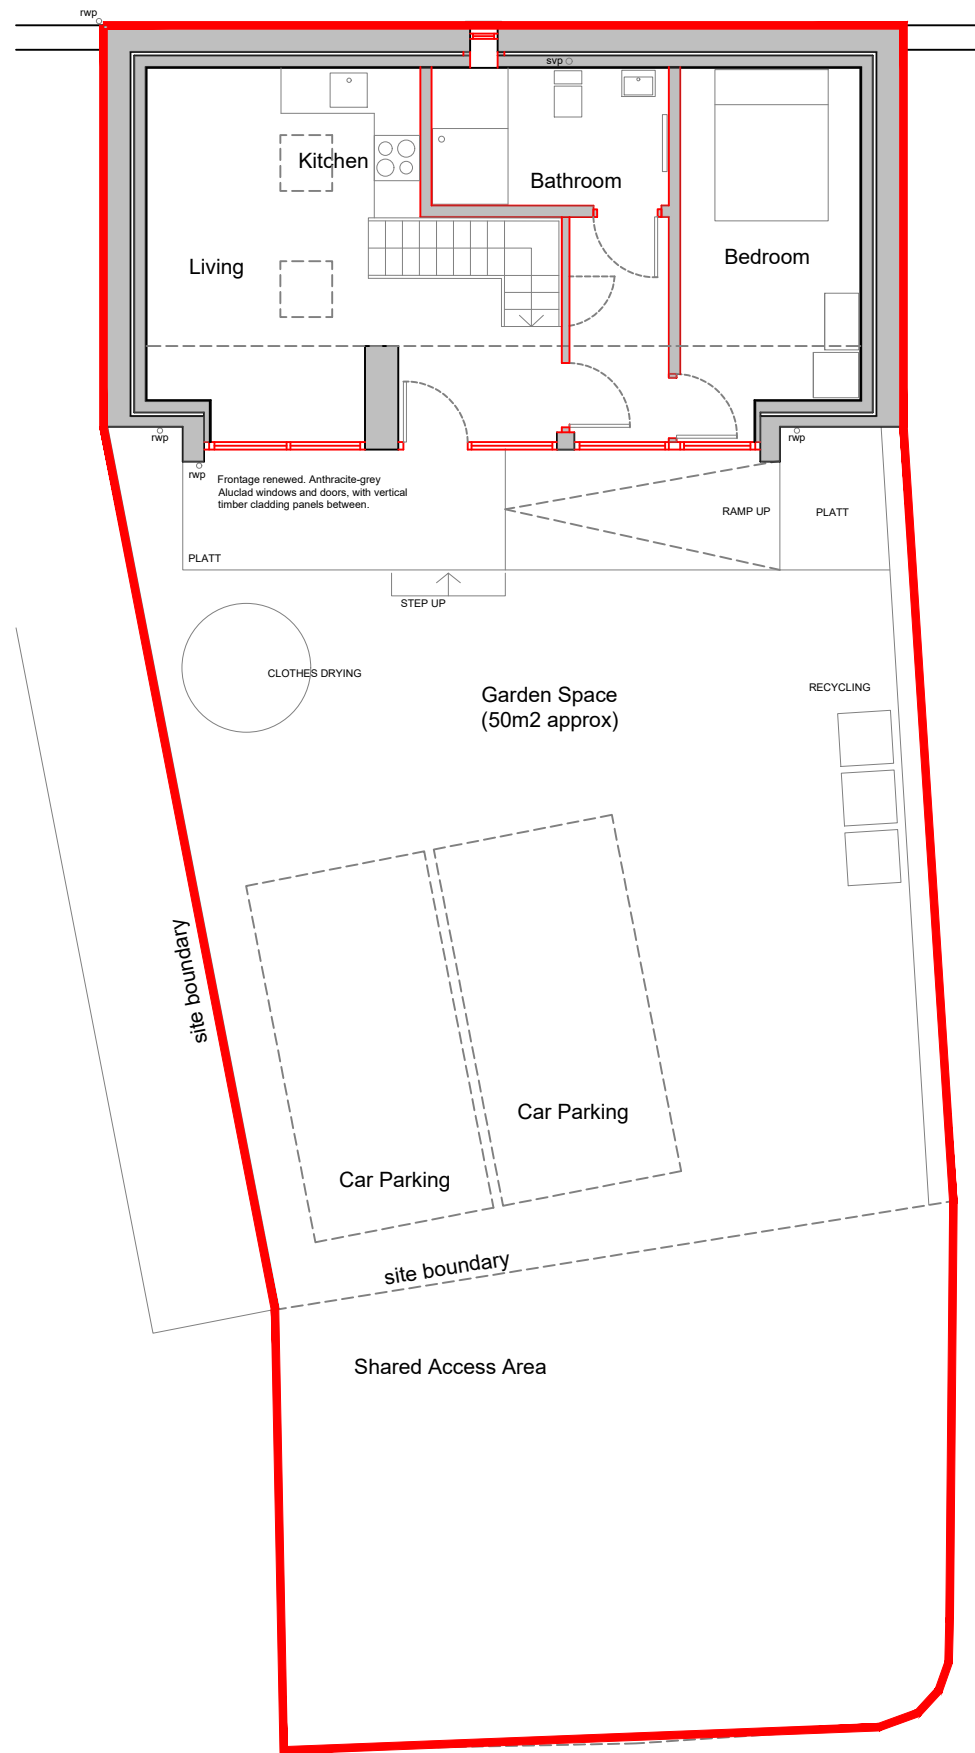 rwp
svp
Kitchen
Bathroom
Living
Bedroom
rwp
rwp
rwp
Frontage renewed. Anthracite-grey
Aluclad windows and doors, with vertical
timber cladding panels between.
RAMP UP
PLATT
PLATT
STEP UP
CLOTHES DRYING
RECYCLING
Garden Space
(50m2 approx)
site boundary
Car Parking
Car Parking
site boundary
Shared Access Area